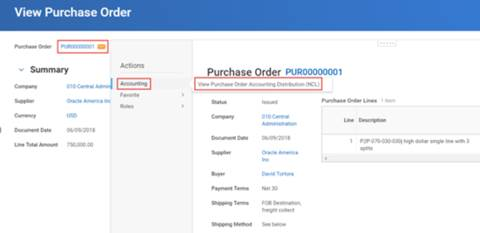 View Purchase Order
Purchase Order PUR00000001
Summary
Company 010 Central Administration
Supplier Oracle America Inc
Currency USD
Document Date 06/09/2018
Line Total Amount 750,000.00
Actions
Accounting
Favorite
Roles
Purchase Order PUR00000001
View Purchase Order Accounting Distribution (NCL)
Status Issued
Company 010 Central
Administration
Document Date 06/09/2018
Supplier Oracle America
Inc
Buyer David Tortora
Payment Terms Net 30
Shipping Terms FOB Destination,
freight collect
Shipping Method See below
Purchase Order Lines 1 item
Line Description
1 high dollar single line with 3
splits